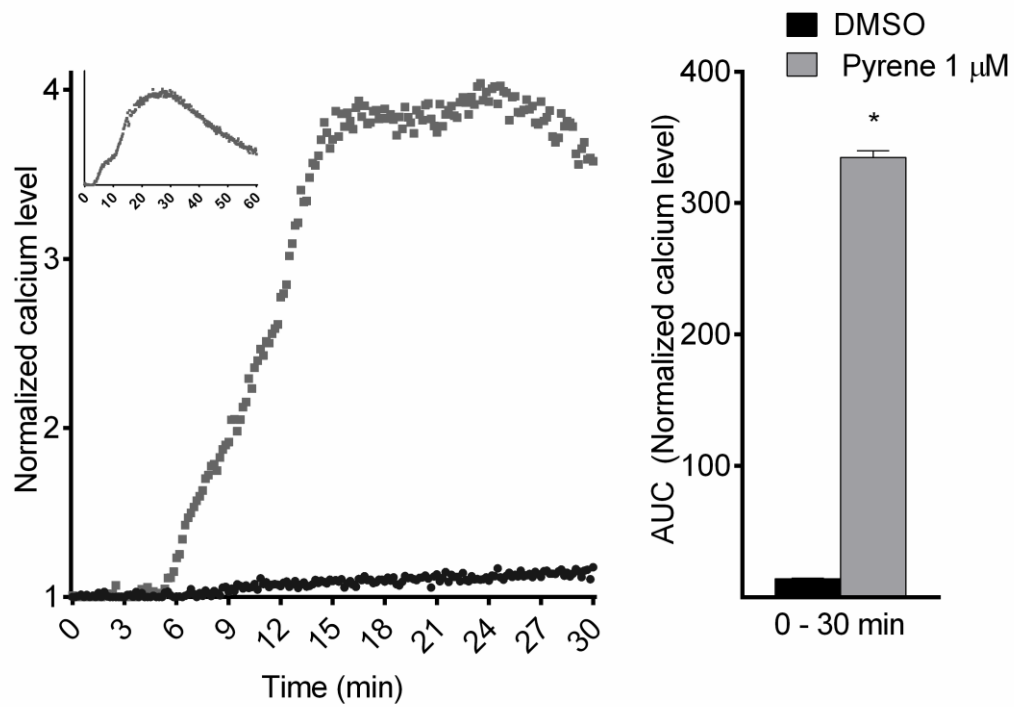 DMSO
Pyrene 1 μM
Normalized calcium level
4
3
2
1
0 10 20 30 40 50 60
0 3 6 9 12 15 18 21 24 27 30
Time (min)
AUC (Normalized calcium level)
400
300
200
100
*
0 - 30 min